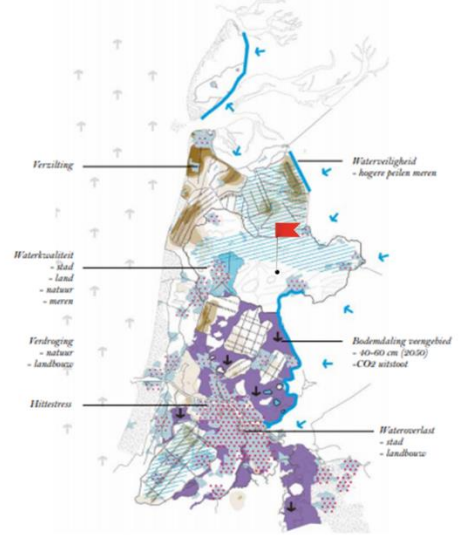 Verzilting
Waterkwaliteit
- stad
- land
- natuur
- meren
Verdroging
- natuur
- landbouw
Hittestress
Waterveiligheid
- hogere peilen meren
Bodemdaling veengebied
- 40-60 cm (2050)
-CO2 uitstoot
Wateroverlast
- stad
- landbouw